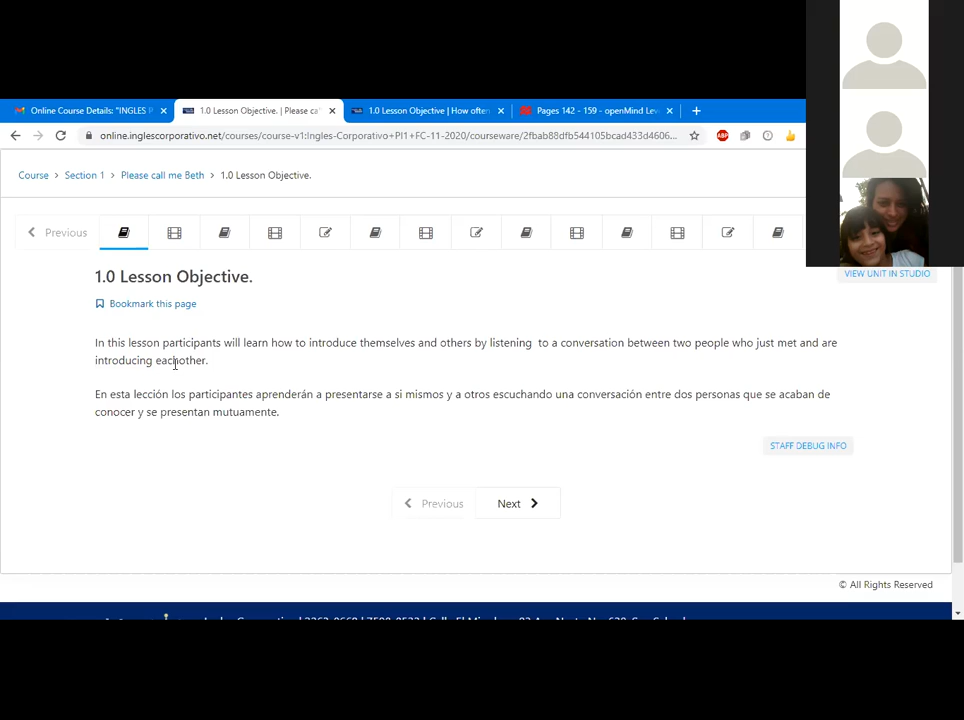 Online Course Details: "INGLES P
1.0 Lesson Objective. | Please ca
1.0 Lesson Objective | How often
Pages 142 - 159 - openMind Leve
online.inglescorporativo.net/courses/course-v1:Ingles-Corporativo+PI1+FC-11-2020/courseware/2fbab88dfb544105bcad433d4606...
ABP
Course > Section 1 > Please call me Beth > 1.0 Lesson Objective.
Previous
1.0 Lesson Objective.
VIEW UNIT IN STUDIO
Bookmark this page
In this lesson participants will learn how to introduce themselves and others by listening to a conversation between two people who just met and are
introducing eachother.
En esta lección los participantes aprenderán a presentarse a si mismos y a otros escuchando una conversación entre dos personas que se acaban de
conocer y se presentan mutuamente.
STAFF DEBUG INFO
Previous
Next
© All Rights Reserved